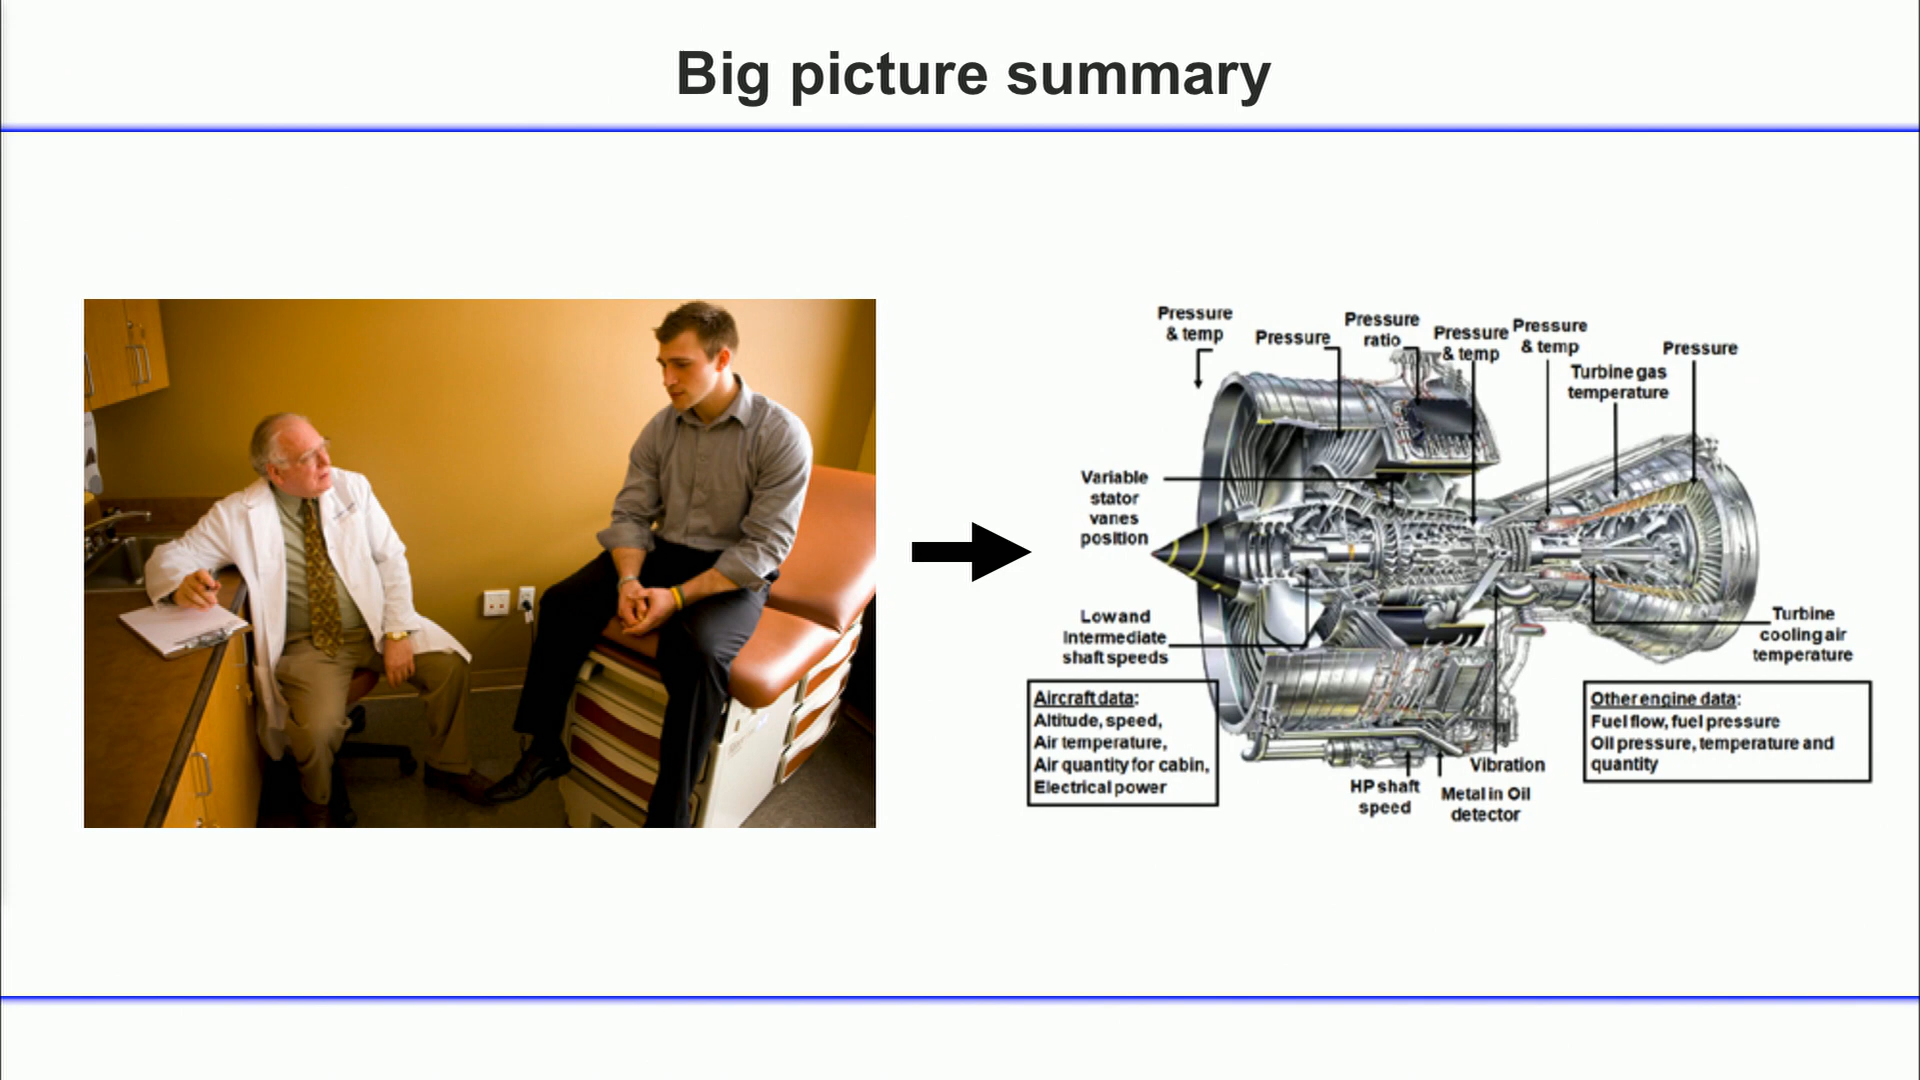 Big picture summary
Pressure
& temp
Pressure
Pressure
ratio
Pressure
& temp
Pressure
& temp
Turbine gas
temperature
Pressure
Variable
stator
vanes
position
Low and
Intermediate
shaft speeds
Turbine
cooling air
temperature
Aircraft data:
Altitude, speed,
Air temperature,
Air quantity for cabin,
Electrical power
Other engine data:
Fuel flow, fuel pressure
Oil pressure, temperature and
quantity
HP shaft
speed
Metal in Oil
detector
Vibration